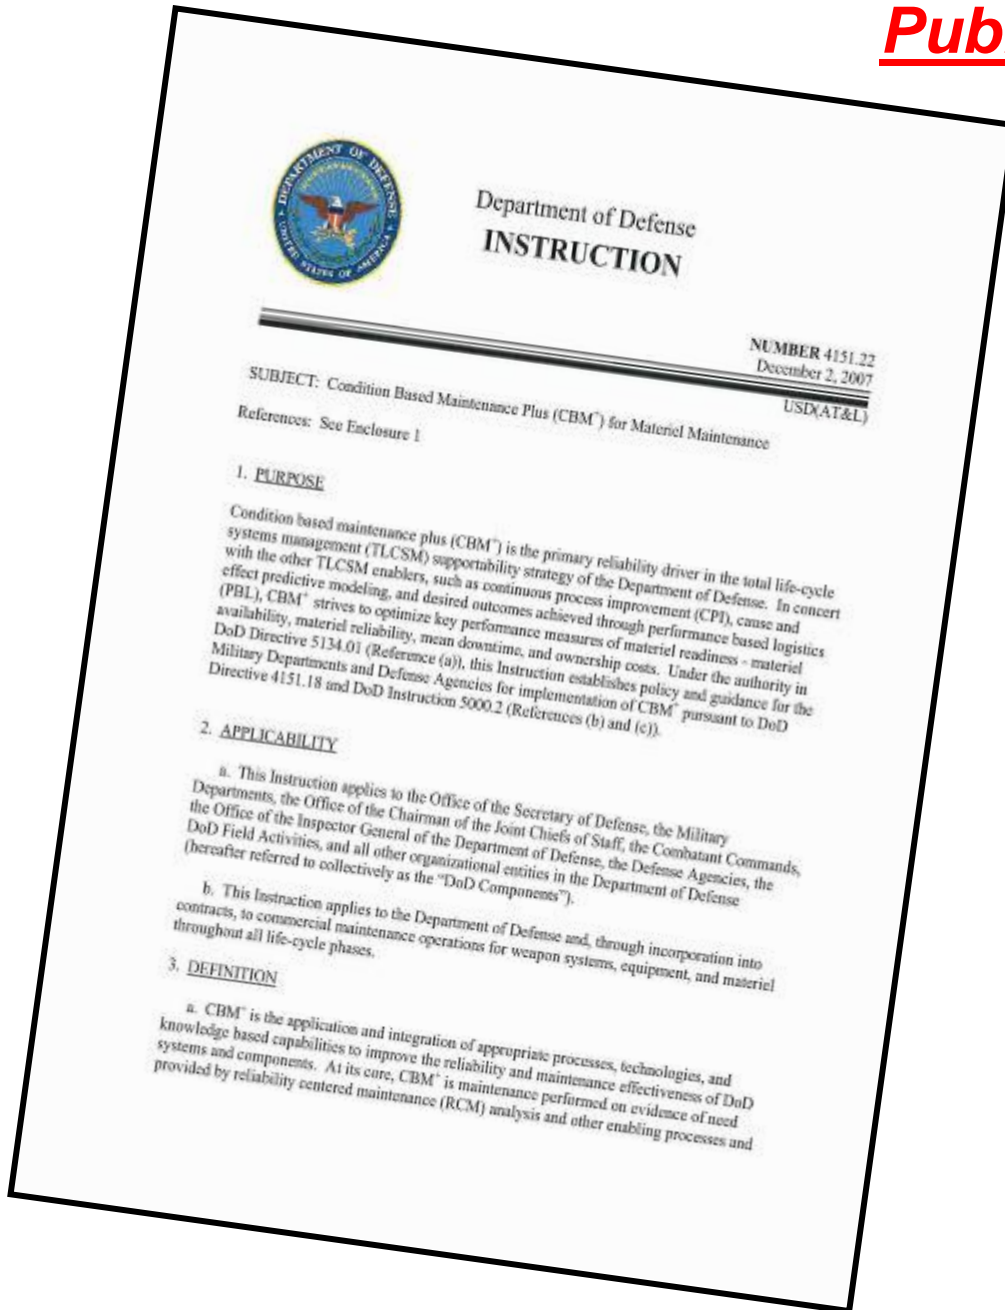 Pub
DEPARTMENT OF DEFENSE
UNITED STATES OF AMERICA
Department of Defense
INSTRUCTION
NUMBER 4151.22
December 2, 2007
USD(AT&L)
SUBJECT: Condition Based Maintenance Plus (CBM+) for Materiel Maintenance
References: See Enclosure 1
1. PURPOSE
Condition based maintenance plus (CBM+) is the primary reliability driver in the total life-cycle
systems management (TLCSM) supportability strategy of the Department of Defense. In concert
with the other TLCSM enablers, such as continuous process improvement (CPI), cause and
effect predictive modeling, and desired outcomes achieved through performance based logistics
(PBL), CBM+ strives to optimize key performance measures of materiel readiness - materiel
availability, materiel reliability, mean downtime, and ownership costs. Under the authority in
DoD Directive 5134.01 (Reference (a)), this Instruction establishes policy and guidance for the
Military Departments and Defense Agencies for implementation of CBM+ pursuant to DoD
Directive 4151.18 and DoD Instruction 5000.2 (References (b) and (c)).
2. APPLICABILITY
a. This Instruction applies to the Office of the Secretary of Defense, the Military
Departments, the Office of the Chairman of the Joint Chiefs of Staff, the Combatant Commands,
the Office of the Inspector General of the Department of Defense, the Defense Agencies, the
DoD Field Activities, and all other organizational entities in the Department of Defense
(hereafter referred to collectively as the "DoD Components").
b. This Instruction applies to the Department of Defense and, through incorporation into
contracts, to commercial maintenance operations for weapon systems, equipment, and materiel
throughout all life-cycle phases.
3. DEFINITION
a. CBM+ is the application and integration of appropriate processes, technologies, and
knowledge based capabilities to improve the reliability and maintenance effectiveness of DoD
systems and components. At its core, CBM+ is maintenance performed on evidence of need
provided by reliability centered maintenance (RCM) analysis and other enabling processes and